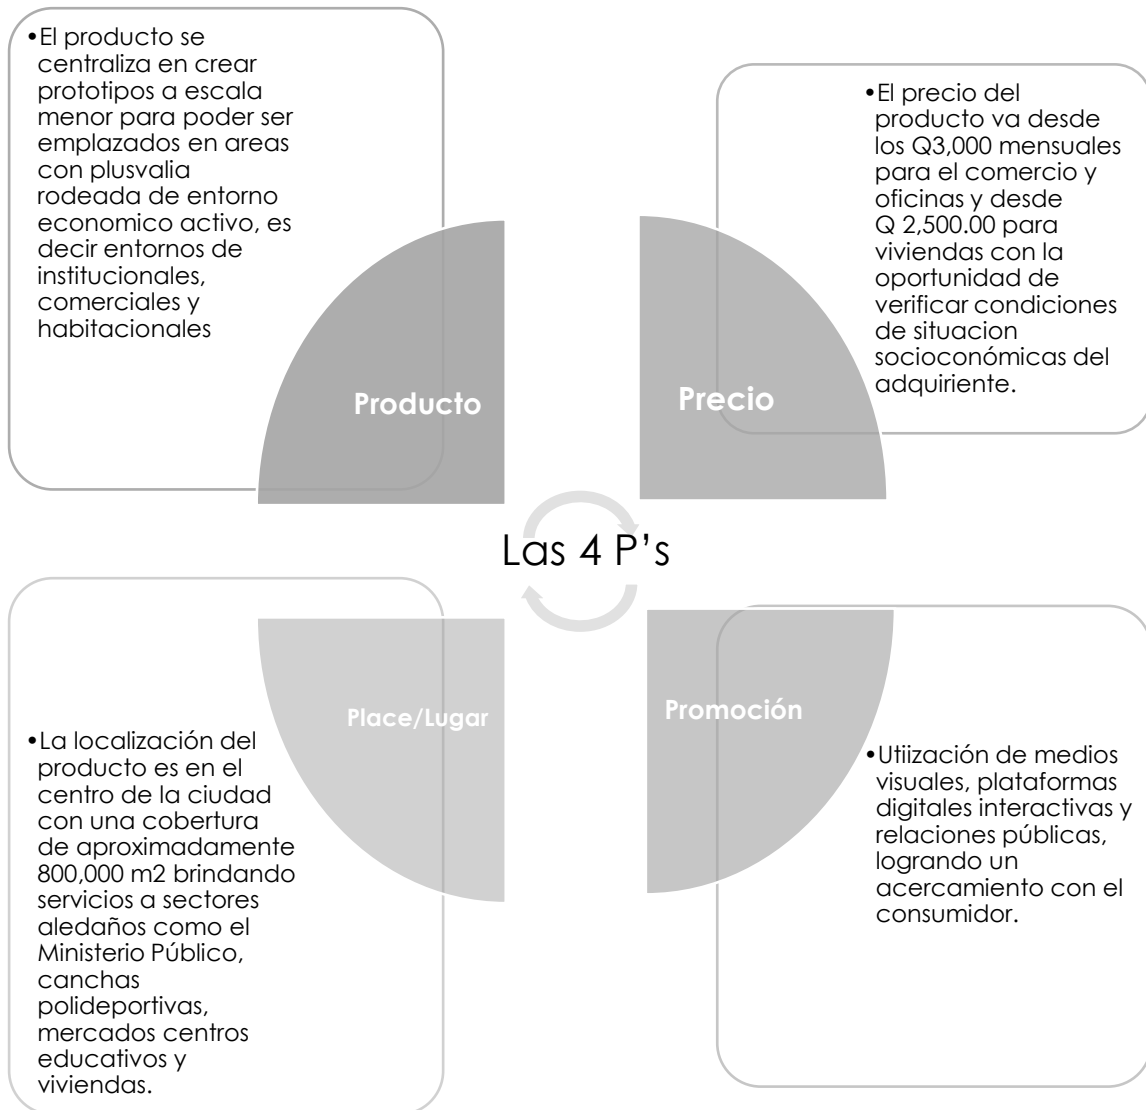 •El producto se
centraliza en crear
prototipos a escala
menor para poder ser
emplazados en areas
con plusvalia
rodeada de entorno
economico activo, es
decir entornos de
institucionales,
comerciales y
habitacionales
Producto
•El precio del
producto va desde
los Q3,000 mensuales
para el comercio y
oficinas y desde
Q 2,500.00 para
viviendas con la
oportunidad de
verificar condiciones
de situacion
socioconómicas del
adquiriente.
Precio
Las 4 P’s
Place/Lugar
•La localización del
producto es en el
centro de la ciudad
con una cobertura
de aproximadamente
800,000 m2 brindando
servicios a sectores
aledaños como el
Ministerio Público,
canchas
polideportivas,
mercados centros
educativos y
viviendas.
Promoción
•Utiización de medios
visuales, plataformas
digitales interactivas y
relaciones públicas,
logrando un
acercamiento con el
consumidor.